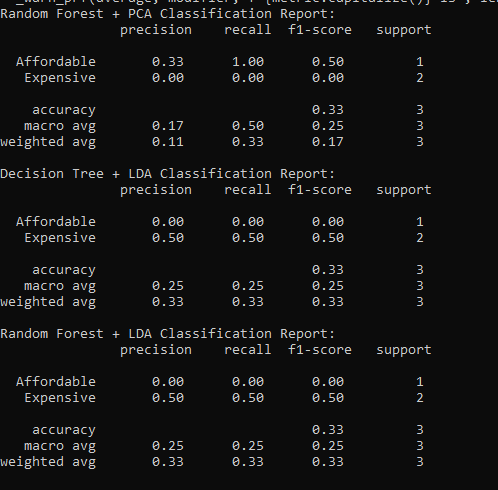 _warn_prf(average, modifier, f"{metric.capitalize()} is", le
Random Forest + PCA Classification Report:
precision recall f1-score support
Affordable 0.33 1.00 0.50 1
Expensive 0.00 0.00 0.00 2
accuracy 0.33 3
macro avg 0.17 0.50 0.25 3
weighted avg 0.11 0.33 0.17 3
Decision Tree + LDA Classification Report:
precision recall f1-score support
Affordable 0.00 0.00 0.00 1
Expensive 0.50 0.50 0.50 2
accuracy 0.33 3
macro avg 0.25 0.25 0.25 3
weighted avg 0.33 0.33 0.33 3
Random Forest + LDA Classification Report:
precision recall f1-score support
Affordable 0.00 0.00 0.00 1
Expensive 0.50 0.50 0.50 2
accuracy 0.33 3
macro avg 0.25 0.25 0.25 3
weighted avg 0.33 0.33 0.33 3